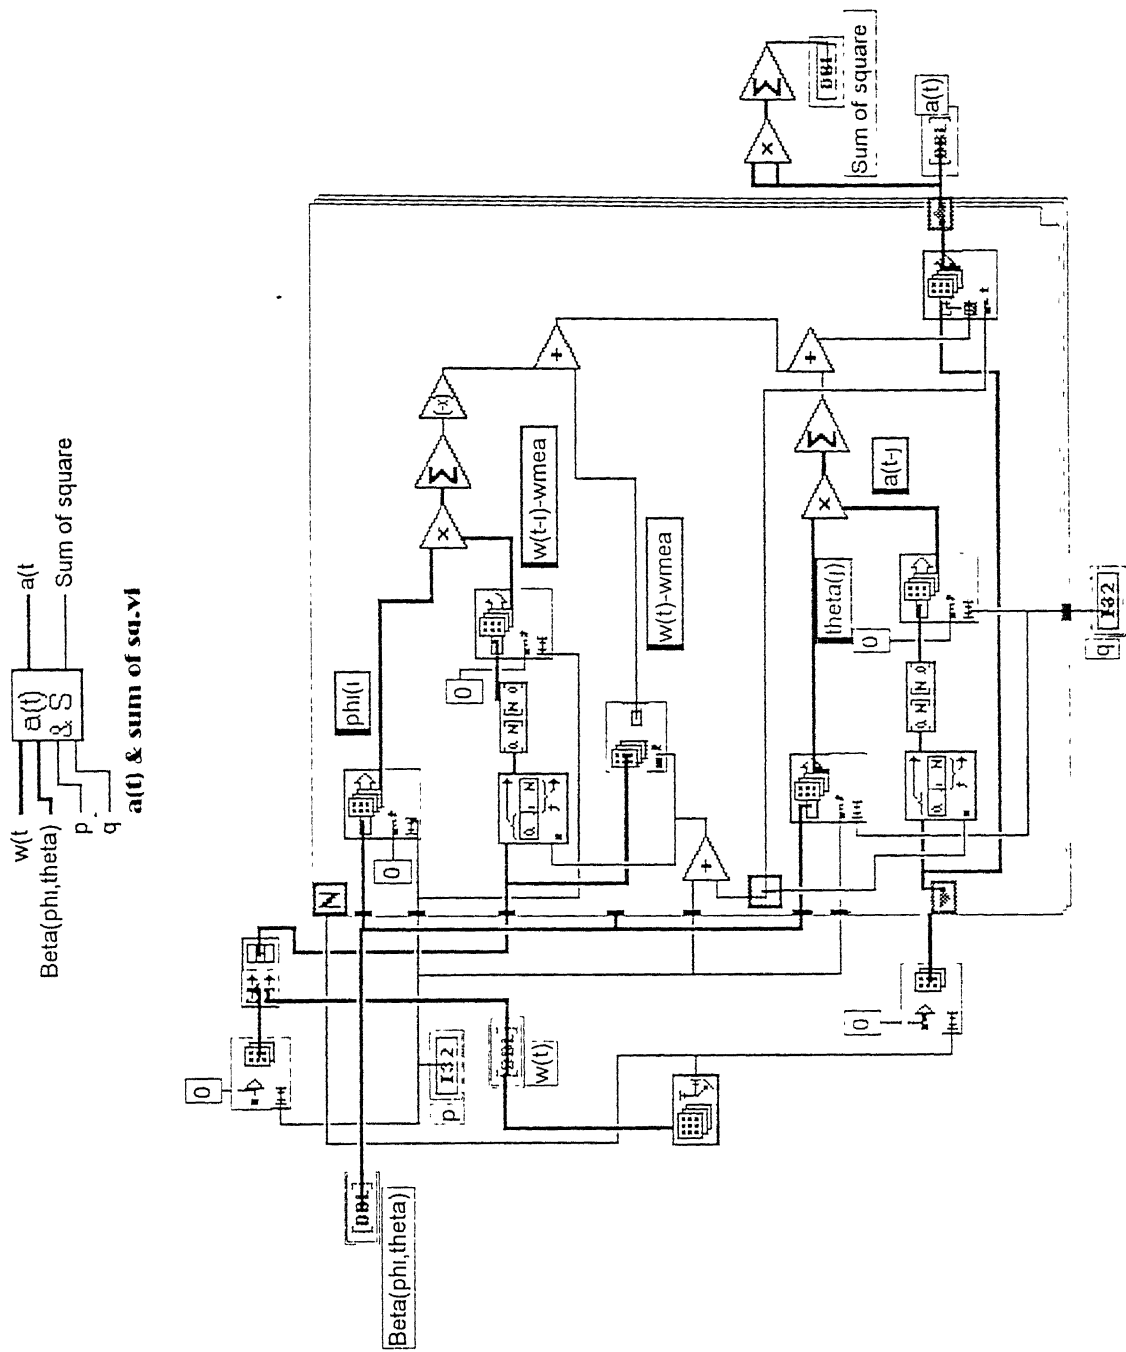 w(t
Beta(phi,theta)
p
q
a(t)
& S
a(t
Sum of square
a(t) & sum of sq.vi
Sum of square
[DBL]
a(t)
[DBL]
w(t-i)-wmea
phi(i
0
0
w(t)-wmea
theta(j)
a(t-j
0
N
i
0
p
I32
w(t)
[DBL]
0
q
I32
[DBL]
Beta(phi,theta)